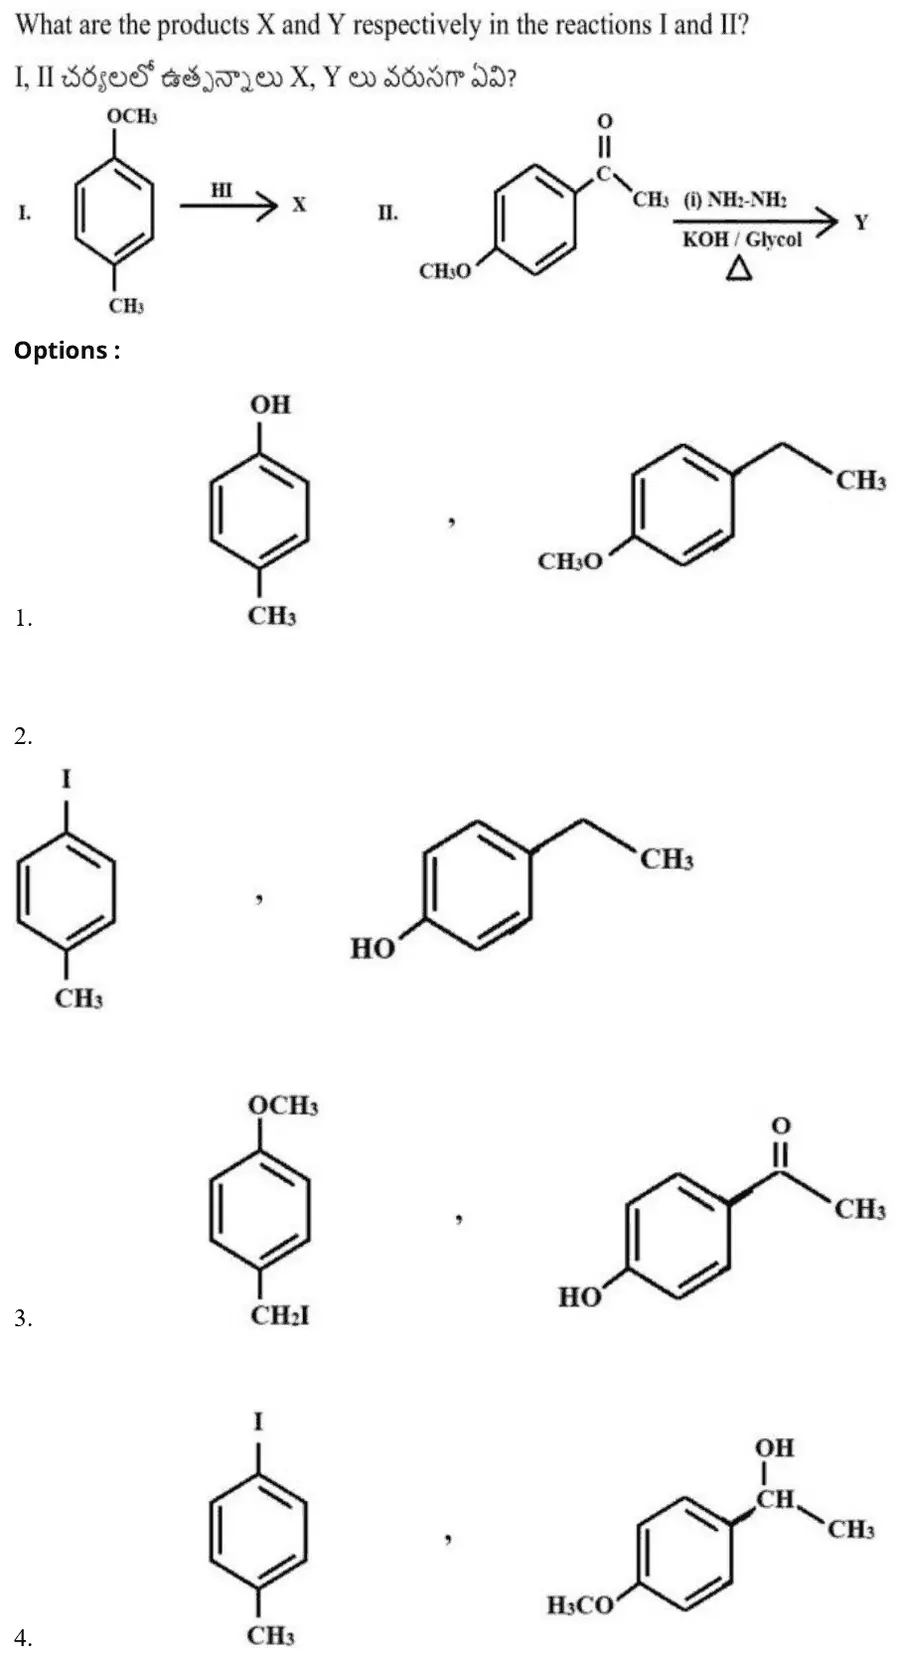 What are the products X and Y respectively in the reactions I and II?
I, II చర్యలలో ఉత్పన్నాలు X, Y లు వరుసగా ఏవి?
OCH₃
I.
HI
X
CH₃
II.
O
C
CH₃
CH₃O
(i) NH₂-NH₂
KOH / Glycol
△
Y
Options :
OH
CH₃
,
CH₃
CH₃O
1.
2.
I
CH₃
,
CH₃
HO
OCH₃
CH₂I
,
O
CH₃
HO
3.
I
CH₃
,
OH
CH
CH₃
H₃CO
4.